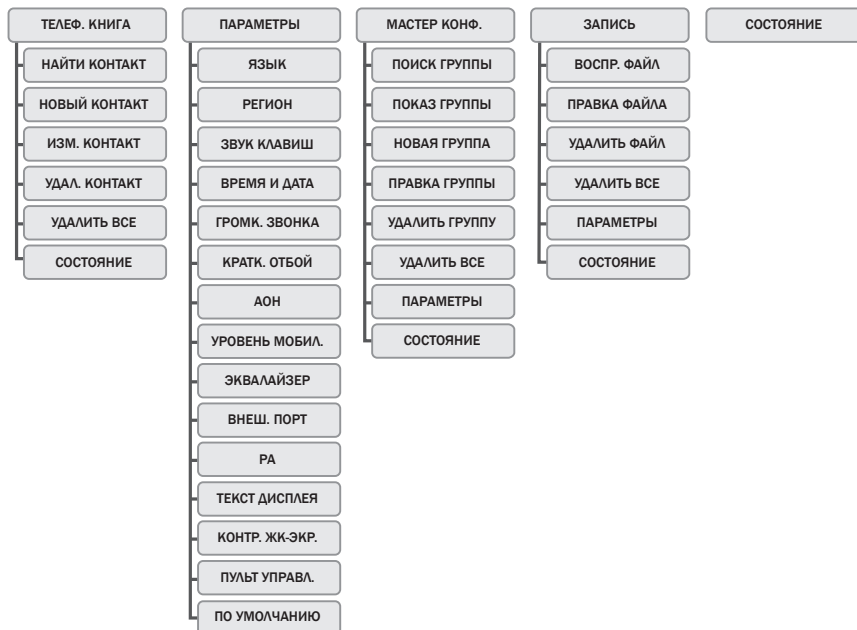 ТЕЛЕФ. КНИГА
НАЙТИ КОНТАКТ
НОВЫЙ КОНТАКТ
ИЗМ. КОНТАКТ
УДАЛ. КОНТАКТ
УДАЛИТЬ ВСЕ
СОСТОЯНИЕ
ПАРАМЕТРЫ
ЯЗЫК
РЕГИОН
ЗВУК КЛАВИШ
ВРЕМЯ И ДАТА
ГРОМК. ЗВОНКА
КРАТК. ОТБОЙ
АОН
УРОВЕНЬ МОБИЛ.
ЭКВАЛАЙЗЕР
ВНЕШ. ПОРТ
PA
ТЕКСТ ДИСПЛЕЯ
КОНТР. ЖК-ЭКР.
ПУЛЬТ УПРАВЛ.
ПО УМОЛЧАНИЮ
МАСТЕР КОНФ.
ПОИСК ГРУППЫ
ПОКАЗ ГРУППЫ
НОВАЯ ГРУППА
ПРАВКА ГРУППЫ
УДАЛИТЬ ГРУППУ
УДАЛИТЬ ВСЕ
ПАРАМЕТРЫ
СОСТОЯНИЕ
ЗАПИСЬ
ВОСПР. ФАЙЛ
ПРАВКА ФАЙЛА
УДАЛИТЬ ФАЙЛ
УДАЛИТЬ ВСЕ
ПАРАМЕТРЫ
СОСТОЯНИЕ
СОСТОЯНИЕ